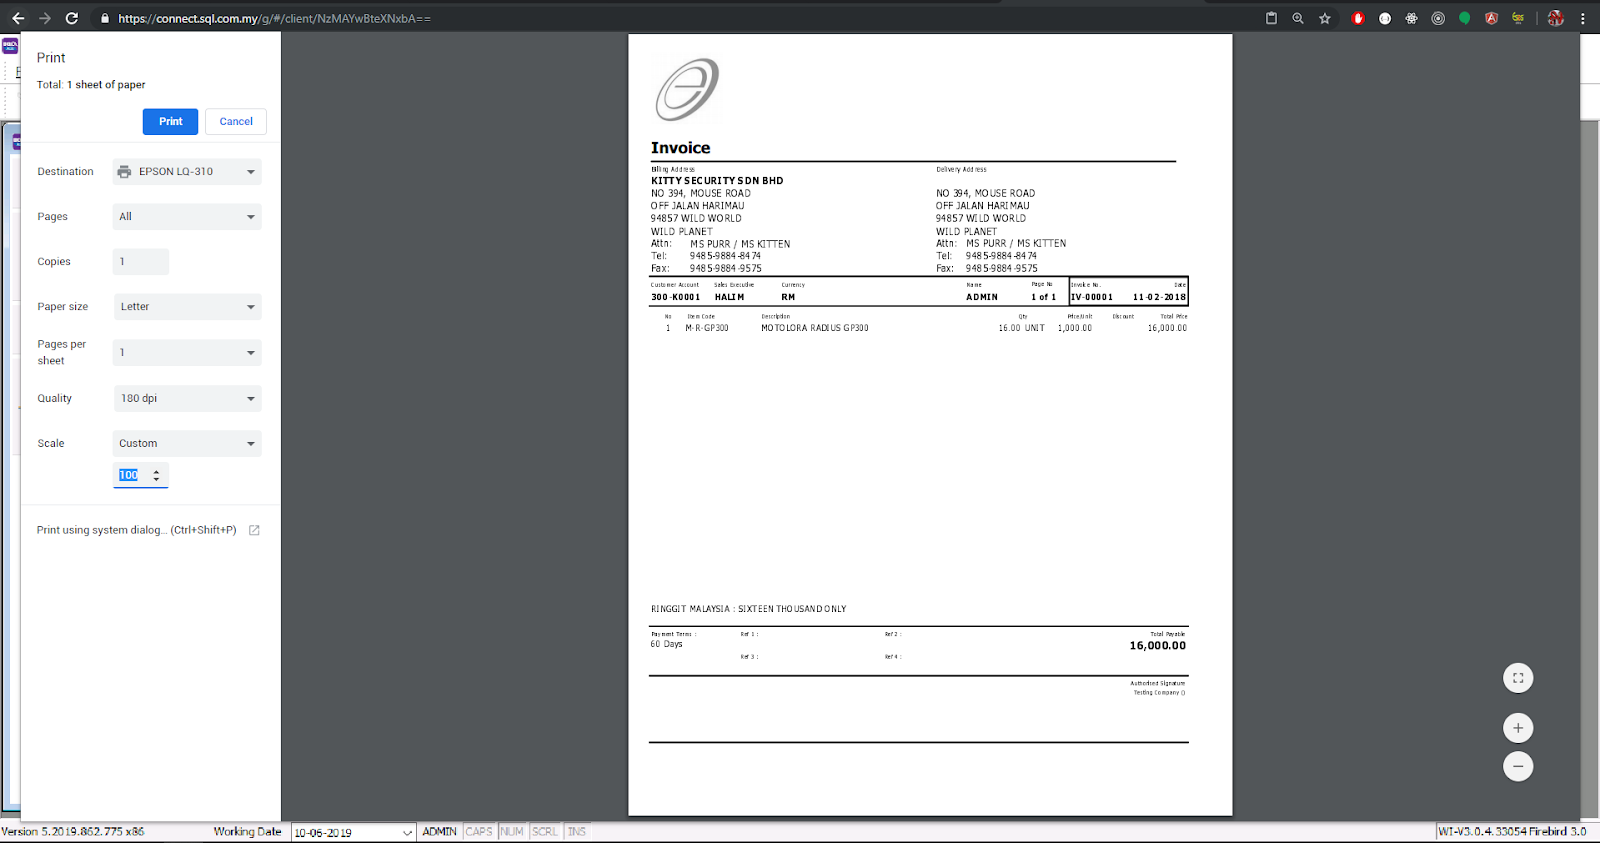 https://connect.sql.com.my/g/#/client/NzMAYwBteXNxbA==
Print
Total: 1 sheet of paper
Print
Cancel
Destination
EPSON LQ-310
Pages
All
Copies
1
Paper size
Letter
Pages per
sheet
1
Quality
180 dpi
Scale
Custom
100
Print using system dialog... (Ctrl+Shift+P)
Invoice
Billing Address
KITTY SECURITY SDN BHD
NO 394, MOUSE ROAD
OFF JALAN HARIMAU
94857 WILD WORLD
WILD PLANET
Attn: MS PURR / MS KITTEN
Tel: 9485-9884-8474
Fax: 9485-9884-9575
Delivery Address
NO 394, MOUSE ROAD
OFF JALAN HARIMAU
94857 WILD WORLD
WILD PLANET
Attn: MS PURR / MS KITTEN
Tel: 9485-9884-8474
Fax: 9485-9884-9575
Customer Account Sales Executive Currency Name Page No Invoice No. Date
300-K0001 HALIM RM ADMIN 1 of 1 IV-00001 11-02-2018
No Item Code Description Qty Price/Unit Discount Total Price
1 M-R-GP300 MOTOLORA RADIUS GP300 16.00 UNIT 1,000.00 16,000.00
RINGGIT MALAYSIA : SIXTEEN THOUSAND ONLY
Payment Terms : Ref 1 : Ref 2 : Total Payable
60 Days 16,000.00
Ref 3 : Ref 4 :
Authorised Signature
Testing Company ()
Version 5.2019.862.775 x86 Working Date 10-06-2019 ADMIN CAPS NUM SCRL INS WI-V3.0.4.33054 Firebird 3.0